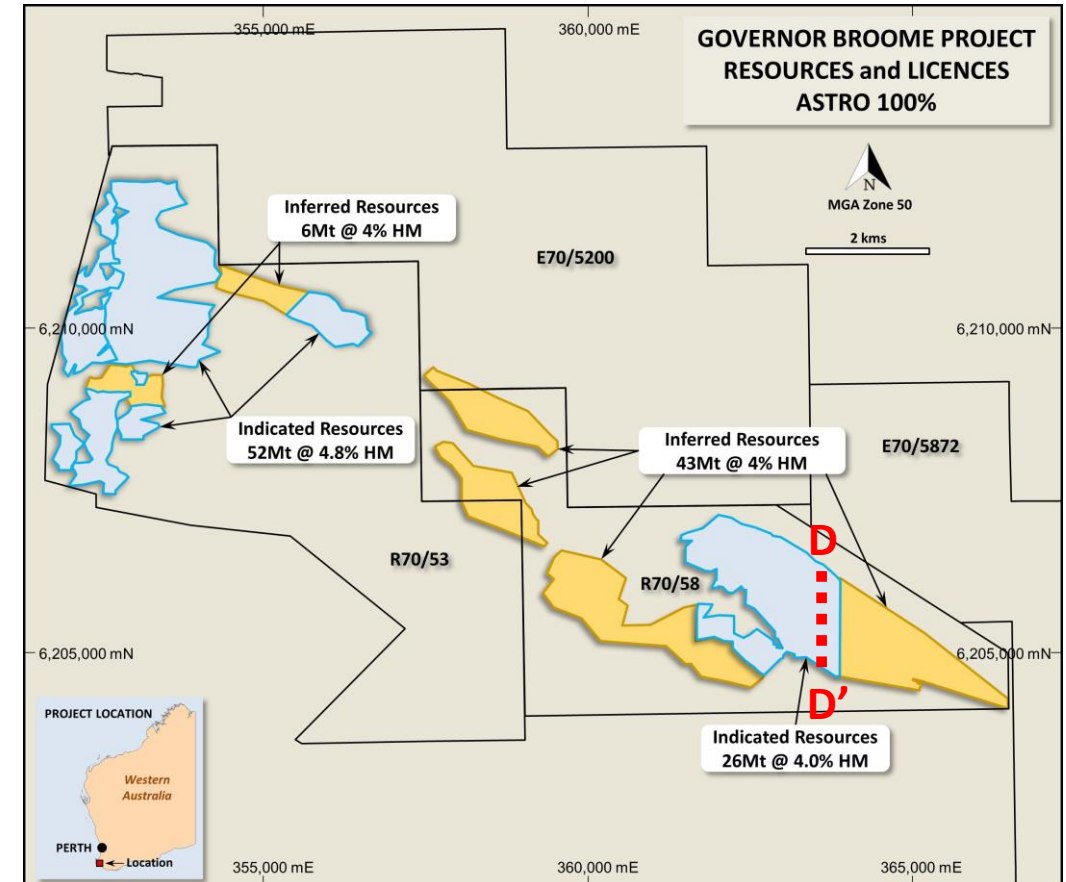 355,000 mE
360,000 mE
GOVERNOR BROOME PROJECT
RESOURCES and LICENCES
ASTRO 100%
N
MGA Zone 50
2 kms
Inferred Resources
6Mt @ 4% HM
E70/5200
6,210,000 mN
6,210,000 mN
Indicated Resources
52Mt @ 4.8% HM
Inferred Resources
43Mt @ 4% HM
E70/5872
D
R70/53
R70/58
6,205,000 mN
6,205,000 mN
D’
PROJECT LOCATION
Western
Australia
PERTH
Location
Indicated Resources
26Mt @ 4.0% HM
355,000 mE
360,000 mE
365,000 mE